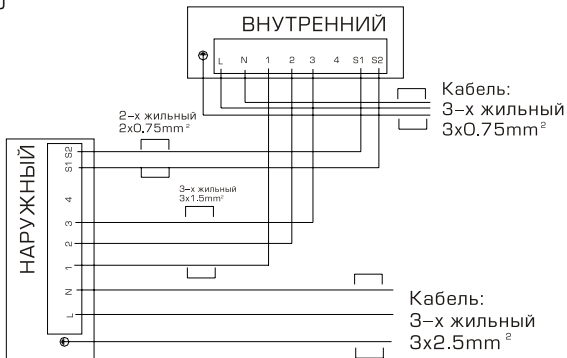 ВНУТРЕННИЙ
L N 1 2 3 4 S1 S2
Кабель:
3-х жильный
3x0.75mm²
2-х жильный
2x0.75mm²
3-х жильный
3x1.5mm²
НАРУЖНЫЙ
S1 S2
4
3
2
1
N
L
Кабель:
3-х жильный
3x2.5mm²